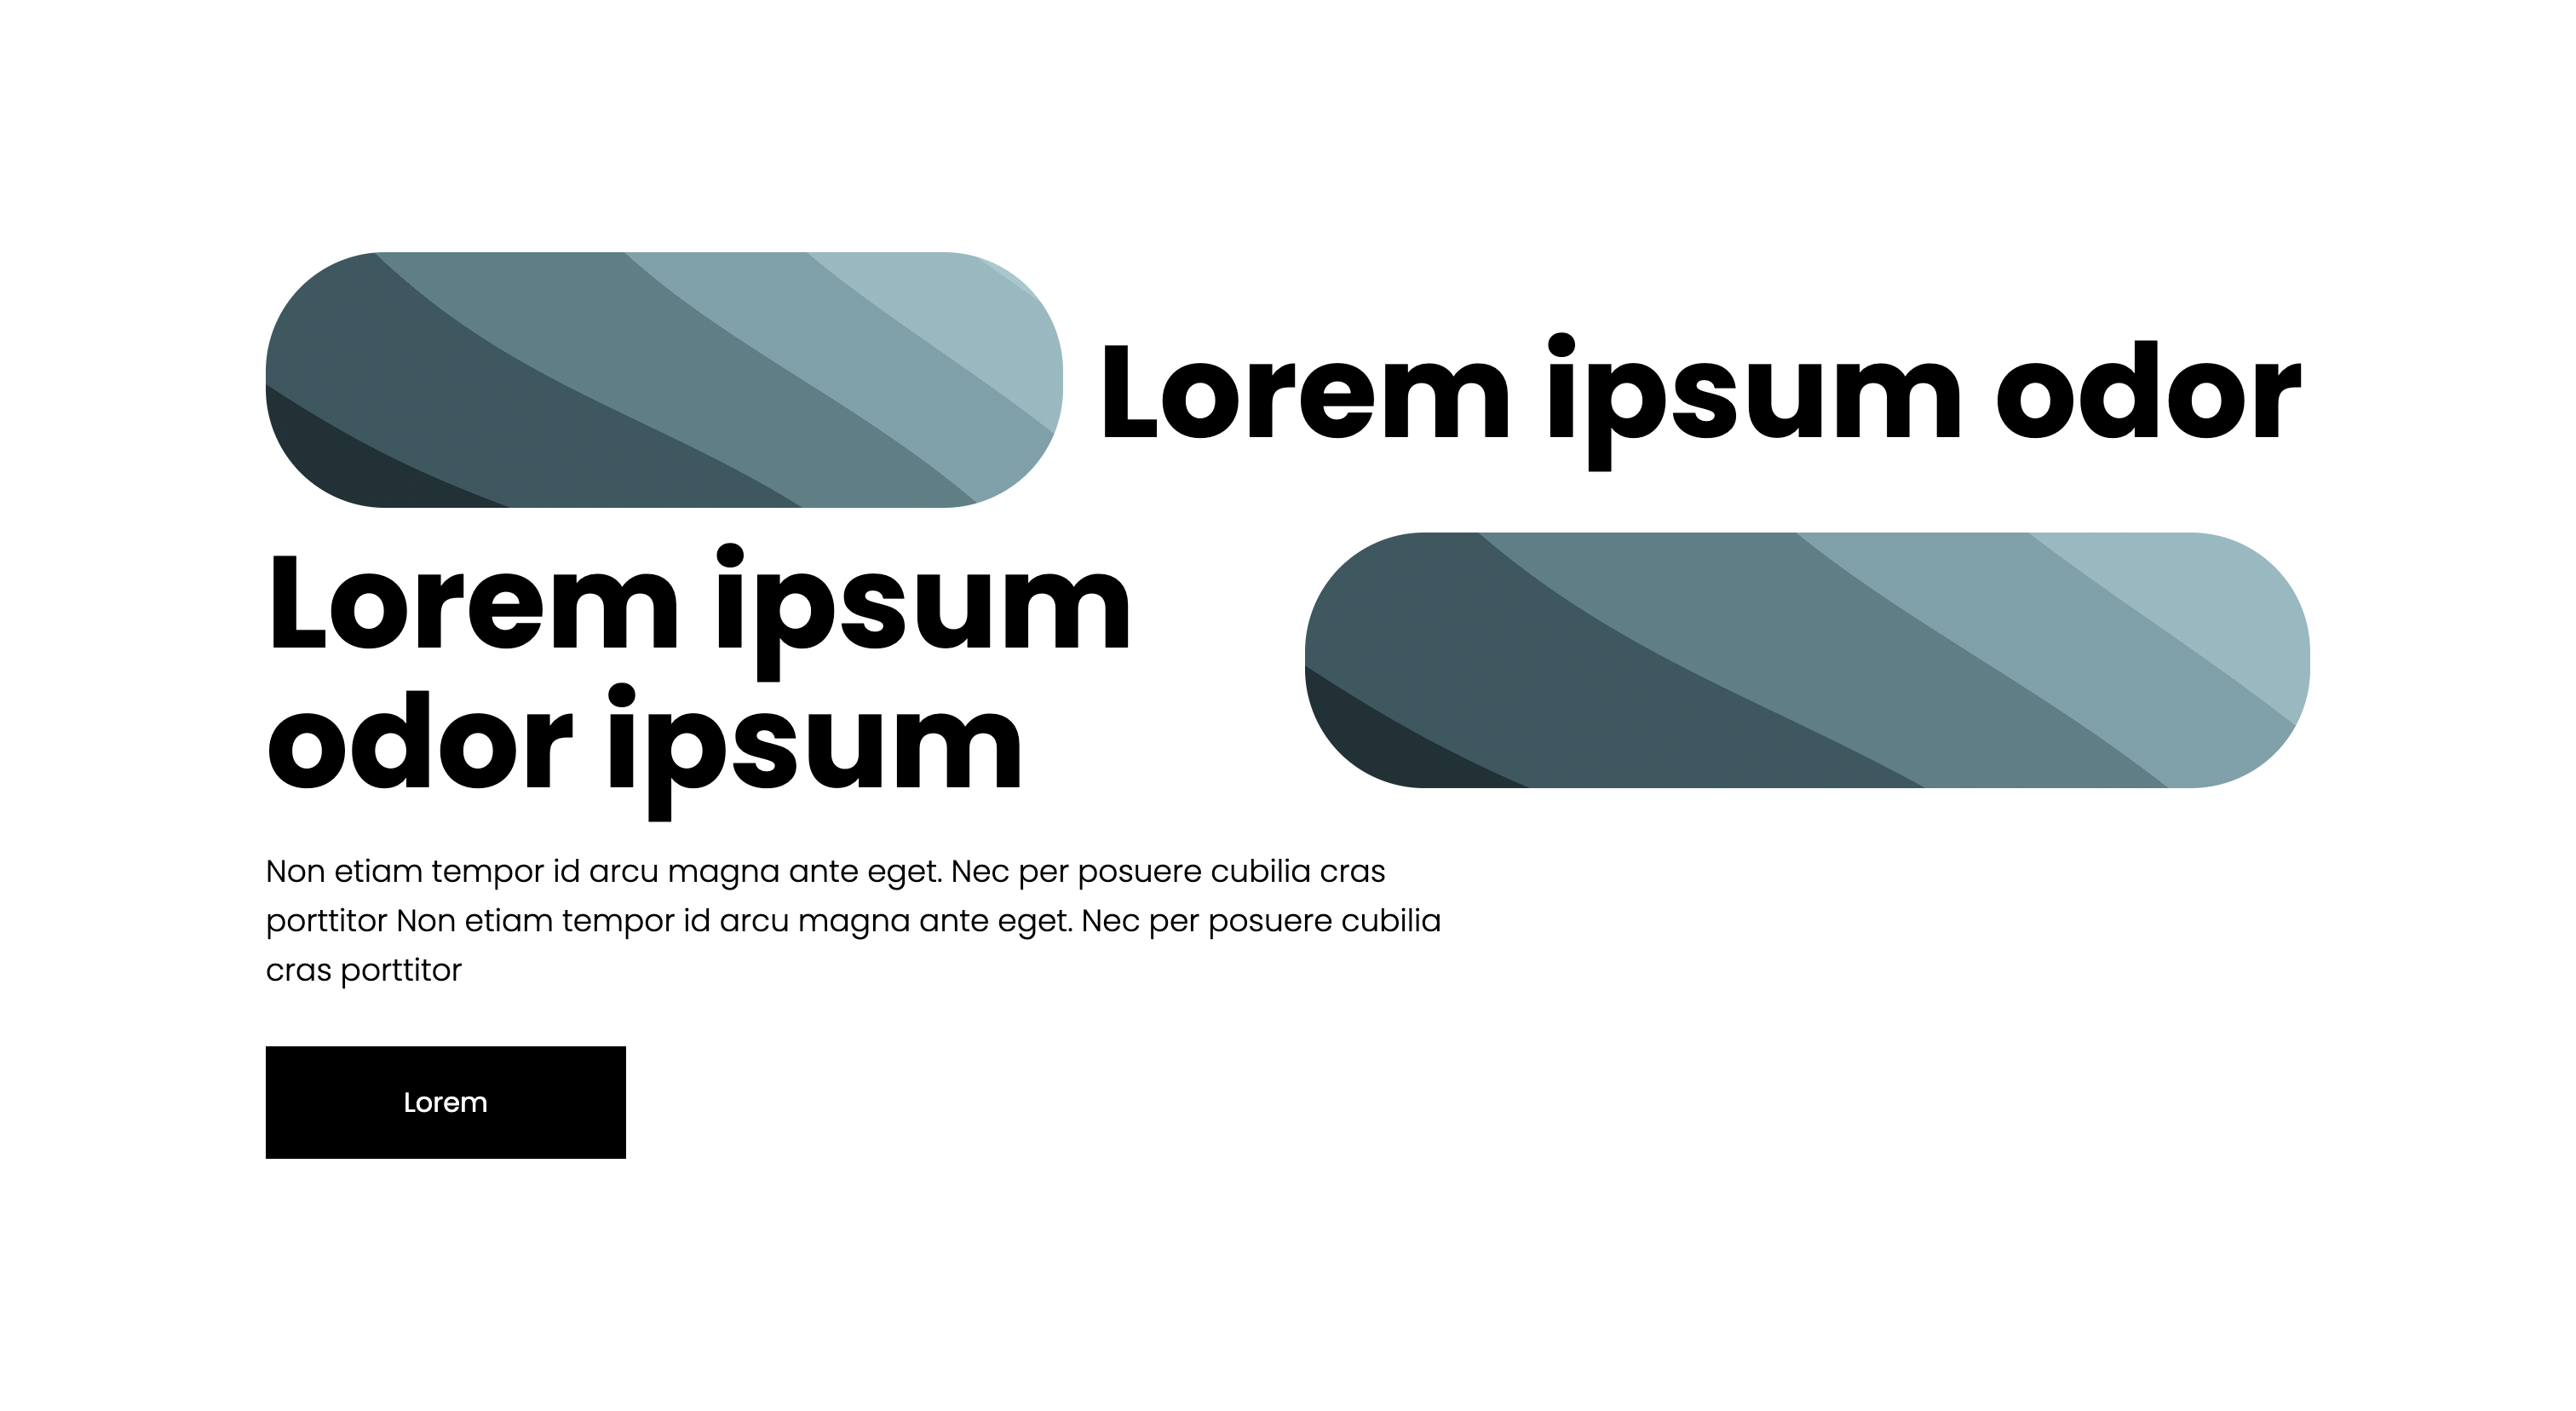 Lorem ipsum odor
Lorem ipsum
odor ipsum
Non etiam tempor id arcu magna ante eget. Nec per posuere cubilia cras
porttitor Non etiam tempor id arcu magna ante eget. Nec per posuere cubilia
cras porttitor
Lorem